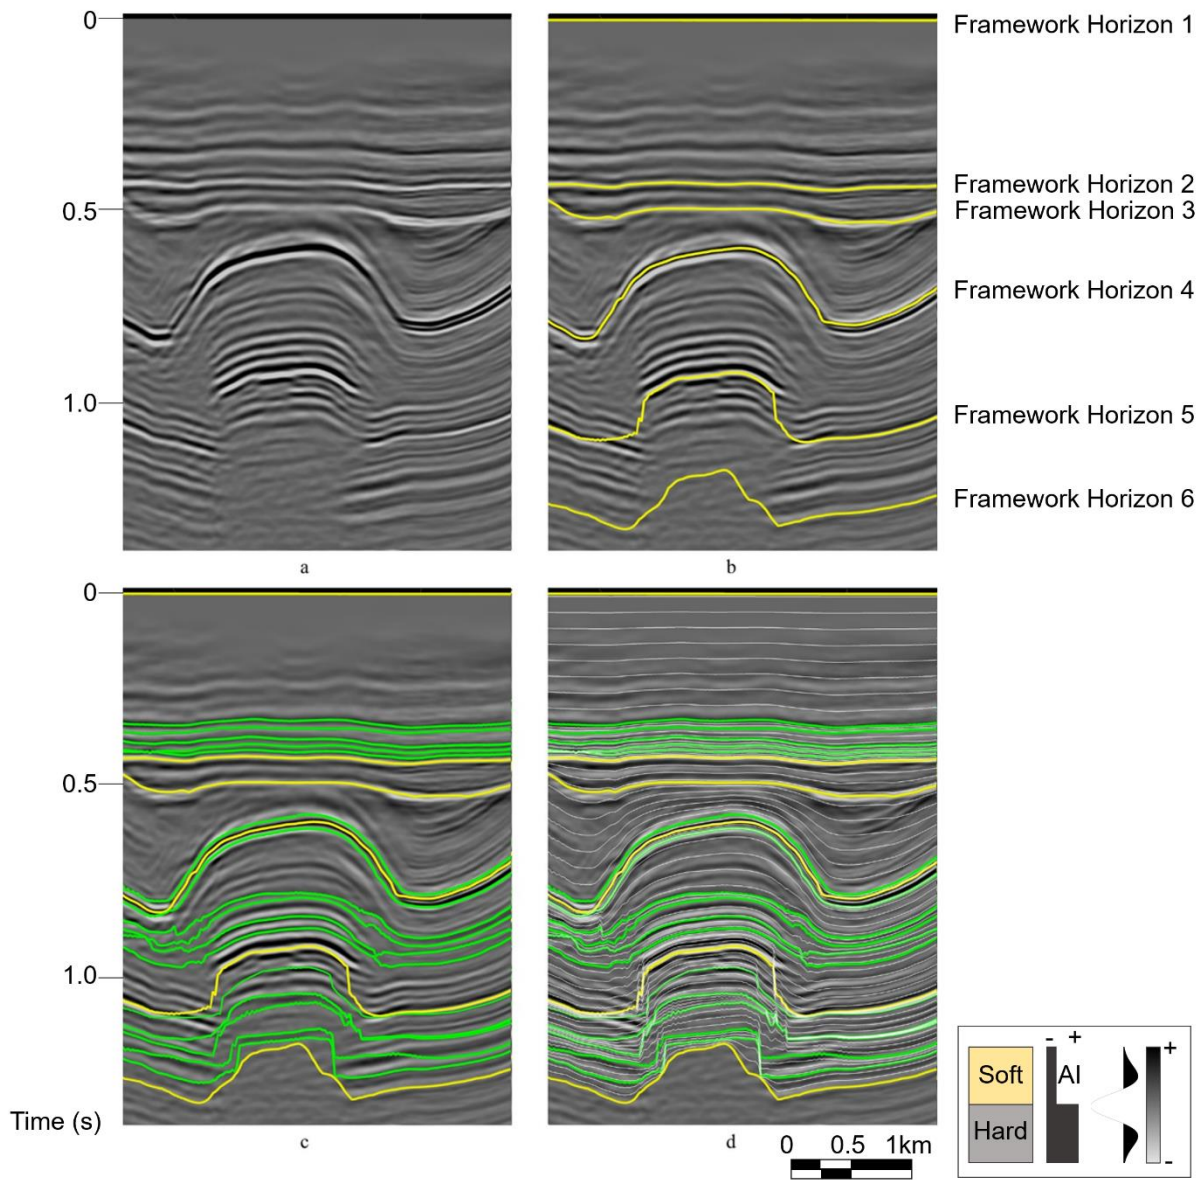 0
Framework Horizon 1
Framework Horizon 2
0.5
Framework Horizon 3
Framework Horizon 4
1.0
Framework Horizon 5
Framework Horizon 6
a
b
0
0.5
1.0
Time (s)
c
d
0 0.5 1km
- +
Soft
AI
Hard
+
-